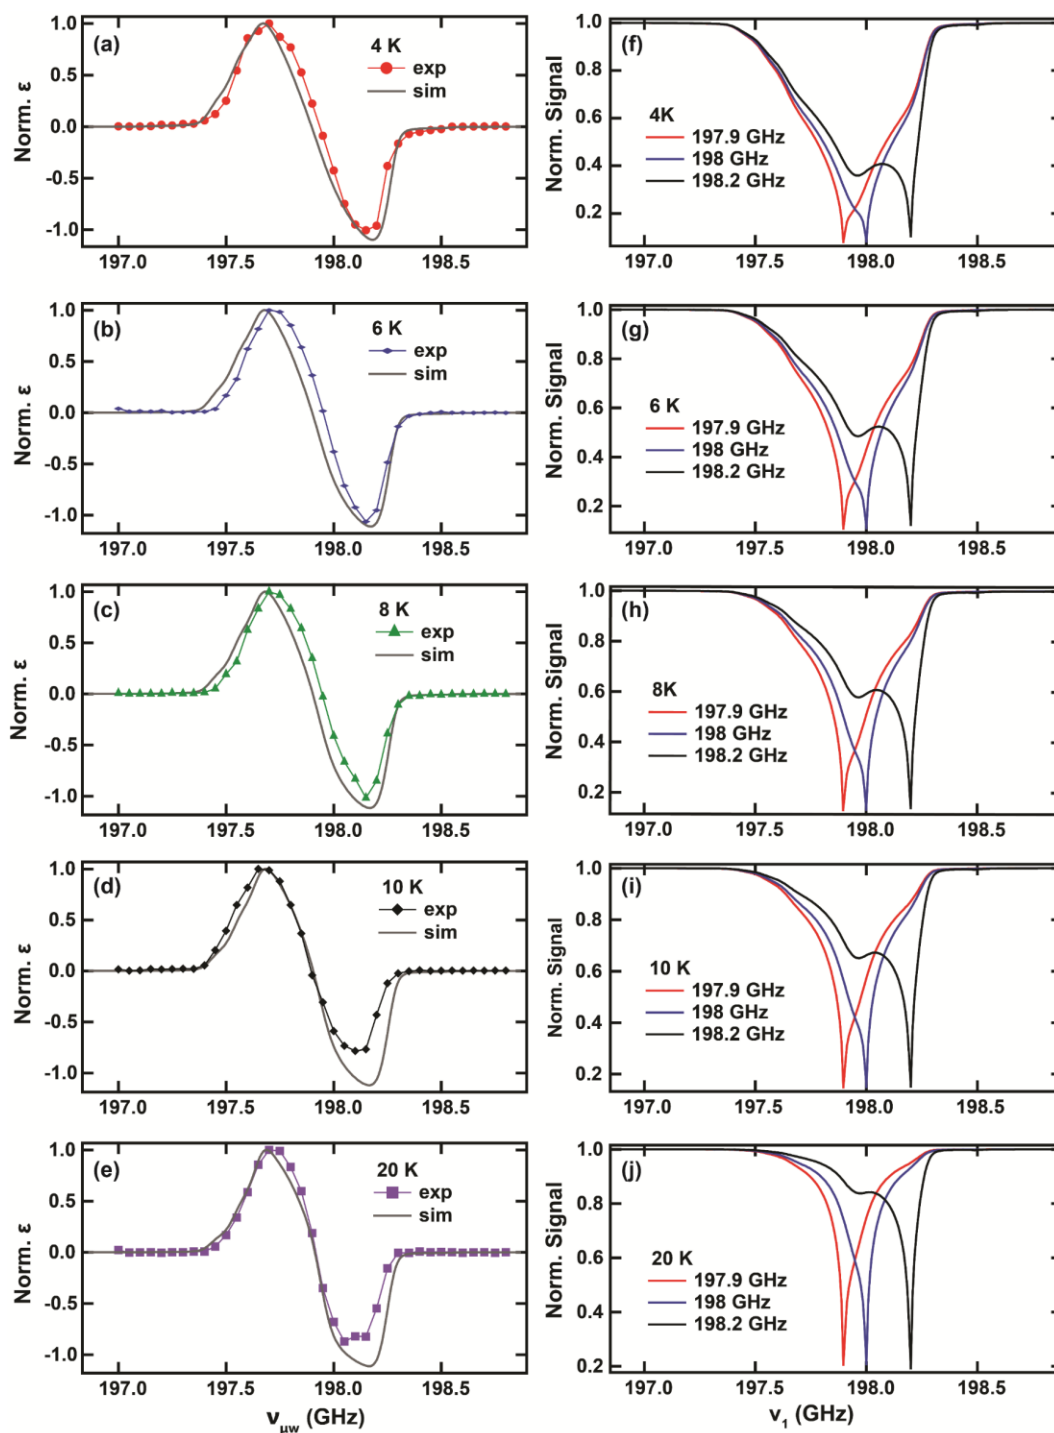 (a)
4 K
exp
sim
Norm. ε
1.0
0.5
0.0
-0.5
-1.0
197.0 197.5 198.0 198.5
(f)
4K
197.9 GHz
198 GHz
198.2 GHz
Norm. Signal
1.0
0.8
0.6
0.4
0.2
197.0 197.5 198.0 198.5
(b)
6 K
exp
sim
Norm. ε
1.0
0.5
0.0
-0.5
-1.0
197.0 197.5 198.0 198.5
(g)
6 K
197.9 GHz
198 GHz
198.2 GHz
Norm. Signal
1.0
0.8
0.6
0.4
0.2
197.0 197.5 198.0 198.5
(c)
8 K
exp
sim
Norm. ε
1.0
0.5
0.0
-0.5
-1.0
197.0 197.5 198.0 198.5
(h)
8K
197.9 GHz
198 GHz
198.2 GHz
Norm. Signal
1.0
0.8
0.6
0.4
0.2
197.0 197.5 198.0 198.5
(d)
10 K
exp
sim
Norm. ε
1.0
0.5
0.0
-0.5
-1.0
197.0 197.5 198.0 198.5
(i)
10 K
197.9 GHz
198 GHz
198.2 GHz
Norm. Signal
1.0
0.8
0.6
0.4
0.2
197.0 197.5 198.0 198.5
(e)
20 K
exp
sim
Norm. ε
1.0
0.5
0.0
-0.5
-1.0
197.0 197.5 198.0 198.5
ν_μw (GHz)
(j)
20 K
197.9 GHz
198 GHz
198.2 GHz
Norm. Signal
1.0
0.8
0.6
0.4
0.2
197.0 197.5 198.0 198.5
ν_1 (GHz)